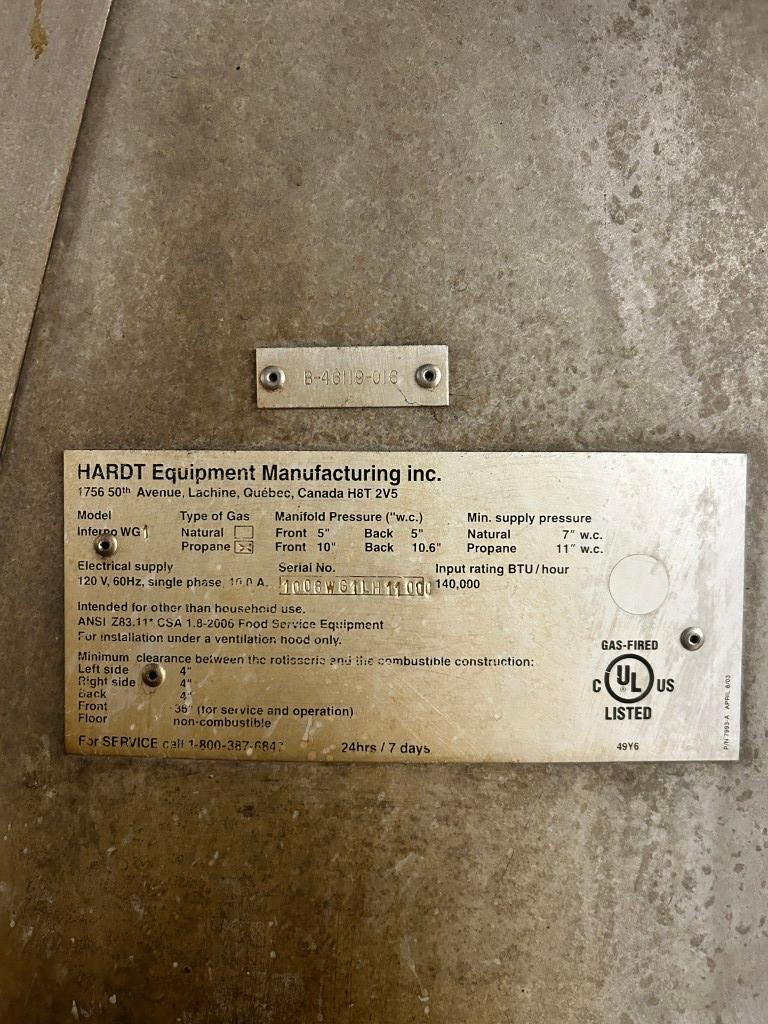 B-46119-016
HARDT Equipment Manufacturing inc.
1756 50th Avenue, Lachine, Québec, Canada H8T 2V5
Model Type of Gas Manifold Pressure ("w.c.) Min. supply pressure
Inferno WG1 Natural Front 5" Back 5" Natural 7" w.c.
Propane Front 10" Back 10.6" Propane 11" w.c.
Electrical supply Serial No. Input rating BTU/hour
120 V, 60Hz, single phase, A. 140,000
Intended for other than household use.
ANSI Z83.11* CSA 1.8-2006 Food Service Equipment
For installation under a ventilation hood only.
Minimum clearance between the rotisserie and the combustible construction:
Left side 4"
Right side 4"
Back 4"
Front 36" (for service and operation)
Floor non-combustible
For SERVICE call 1-800-387-6847 24hrs / 7 days
GAS-FIRED
C UL US
®
LISTED
49Y6
P/N 7993-A APRIL 6/03